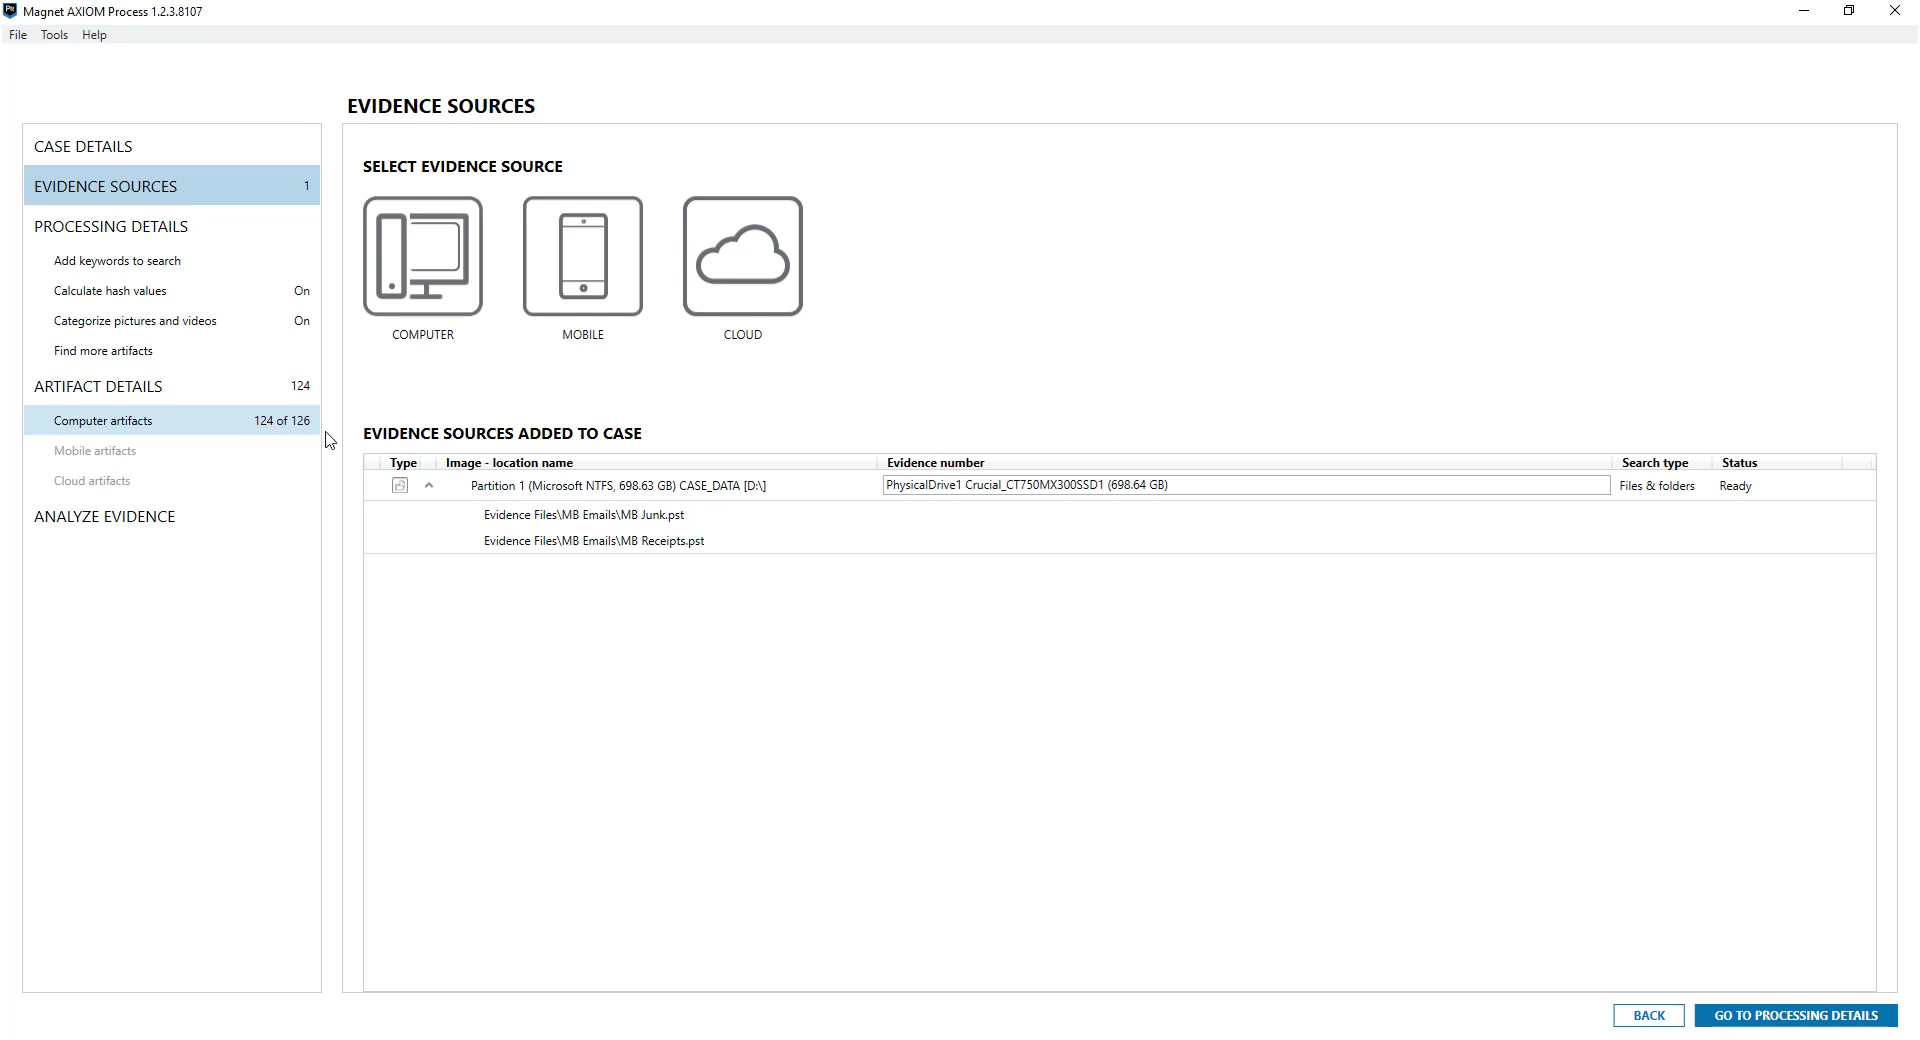 Magnet AXIOM Process 1.2.3.8107
File Tools Help
EVIDENCE SOURCES
CASE DETAILS
EVIDENCE SOURCES 1
PROCESSING DETAILS
Add keywords to search
Calculate hash values On
Categorize pictures and videos On
Find more artifacts
ARTIFACT DETAILS 124
Computer artifacts 124 of 126
Mobile artifacts
Cloud artifacts
ANALYZE EVIDENCE
SELECT EVIDENCE SOURCE
COMPUTER MOBILE CLOUD
EVIDENCE SOURCES ADDED TO CASE
Type Image - location name Evidence number Search type Status
Partition 1 (Microsoft NTFS, 698.63 GB) CASE_DATA [D:\] PhysicalDrive1 Crucial_CT750MX300SSD1 (698.64 GB) Files & folders Ready
Evidence Files\MB Emails\MB Junk.pst
Evidence Files\MB Emails\MB Receipts.pst
BACK GO TO PROCESSING DETAILS